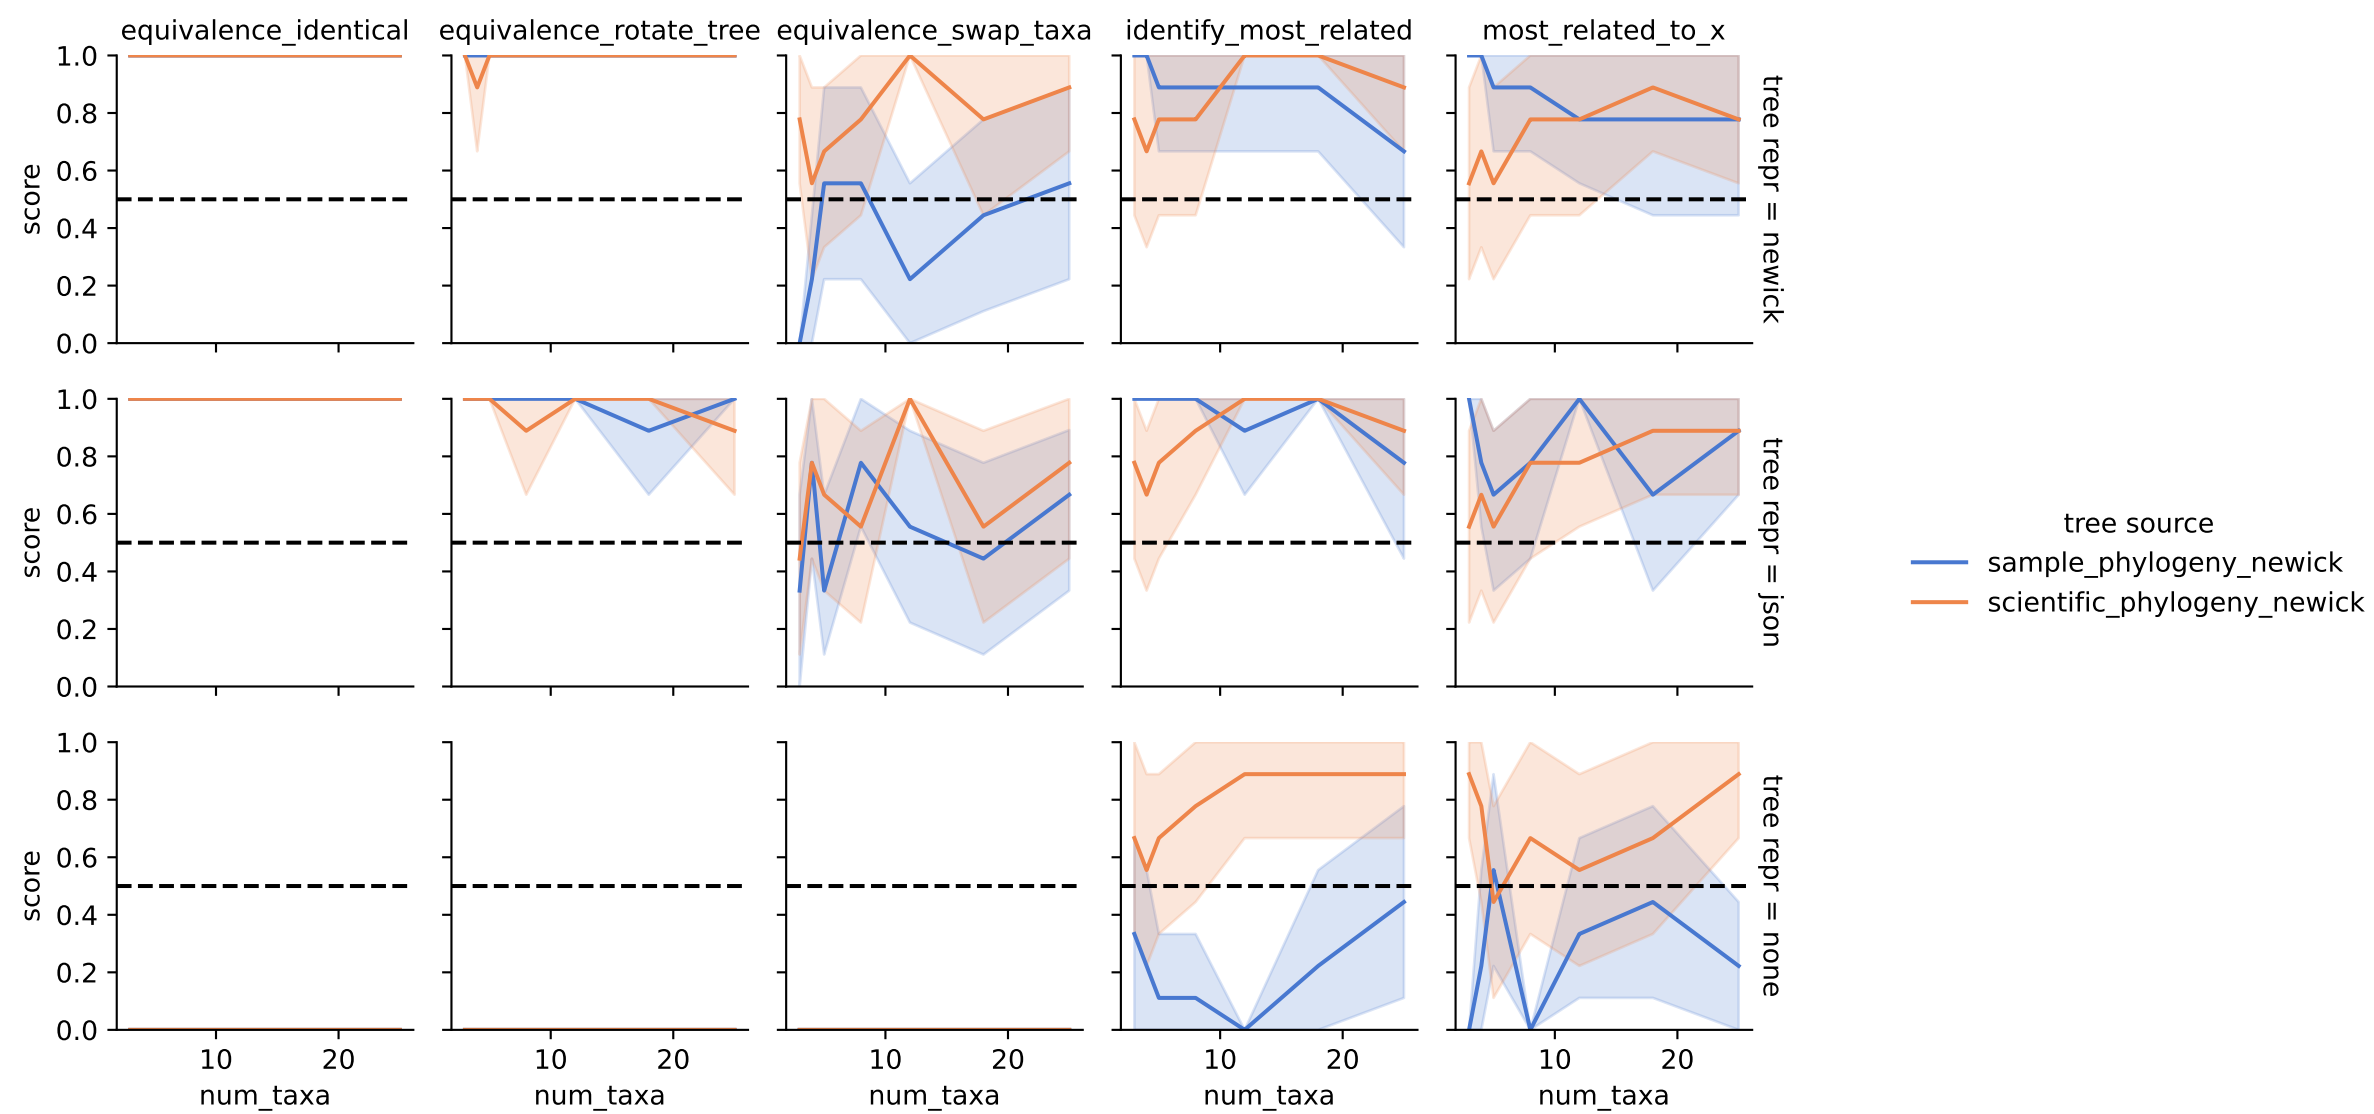 equivalence_identical
equivalence_rotate_tree
equivalence_swap_taxa
identify_most_related
most_related_to_x
1.0
0.8
0.6
0.4
0.2
0.0
score
tree repr = newick
1.0
0.8
0.6
0.4
0.2
0.0
score
tree repr = json
tree source
sample_phylogeny_newick
scientific_phylogeny_newick
1.0
0.8
0.6
0.4
0.2
0.0
score
tree repr = none
10 20
num_taxa
10 20
num_taxa
10 20
num_taxa
10 20
num_taxa
10 20
num_taxa